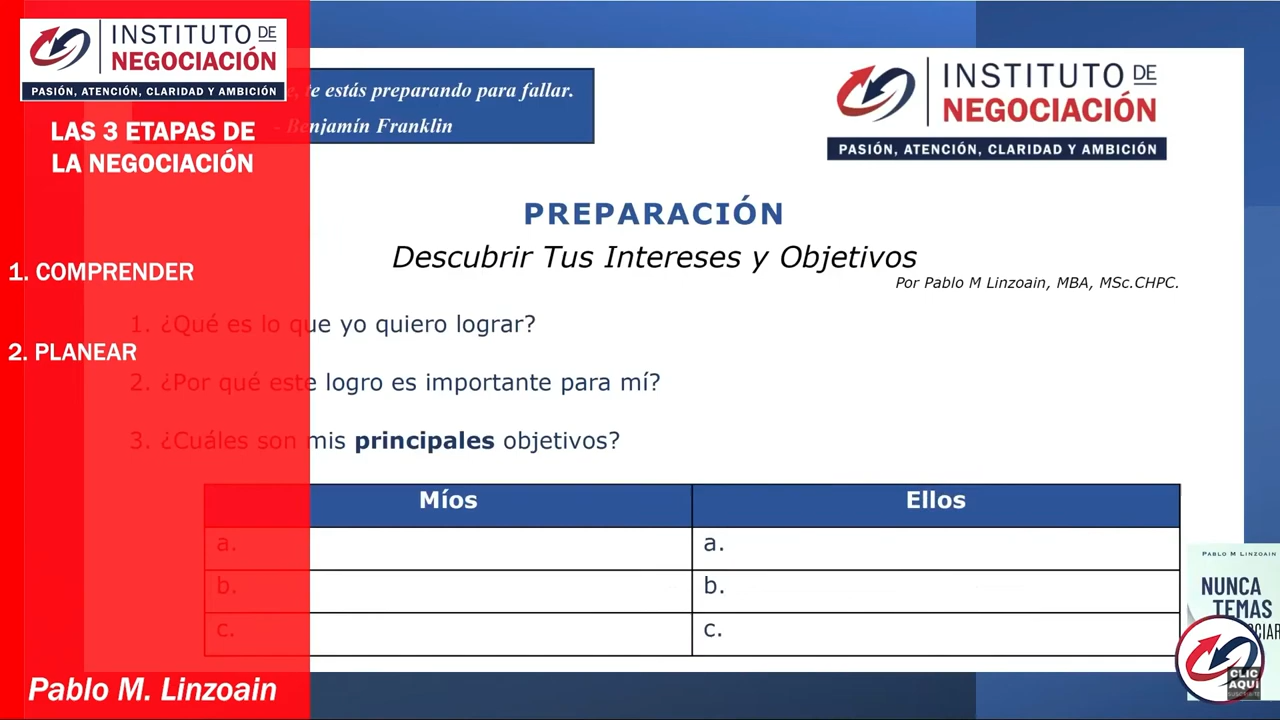 INSTITUTO DE
NEGOCIACIÓN
PASIÓN, ATENCIÓN, CLARIDAD Y AMBICIÓN
LAS 3 ETAPAS DE
LA NEGOCIACIÓN
1. COMPRENDER
2. PLANEAR
Pablo M. Linzoain
te estás preparando para fallar.
- Benjamín Franklin
INSTITUTO DE
NEGOCIACIÓN
PASIÓN, ATENCIÓN, CLARIDAD Y AMBICIÓN
PREPARACIÓN
Descubrir Tus Intereses y Objetivos
Por Pablo M Linzoain, MBA, MSc.CHPC.
1. ¿Qué es lo que yo quiero lograr?
2. ¿Por qué este logro es importante para mí?
3. ¿Cuáles son mis principales objetivos?
Míos Ellos
a. a.
b. b.
c. c.
PABLO M LINZOAIN
NUNCA
TEMAS
CLIC
AQUÍ
SUSCRIBITE